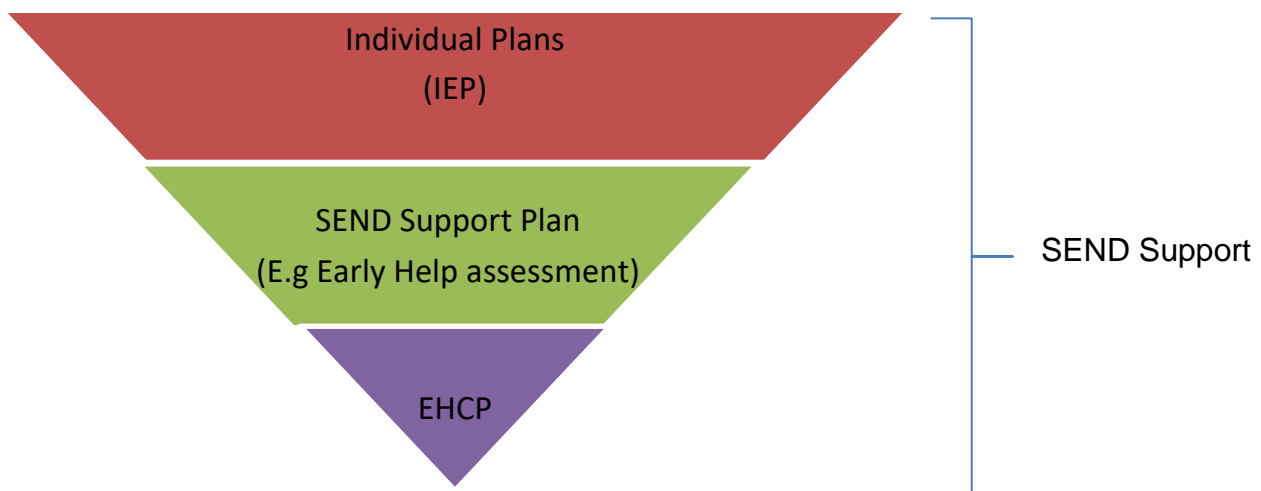 Individual Plans
(IEP)
SEND Support Plan
(E.g Early Help assessment)
SEND Support
EHCP